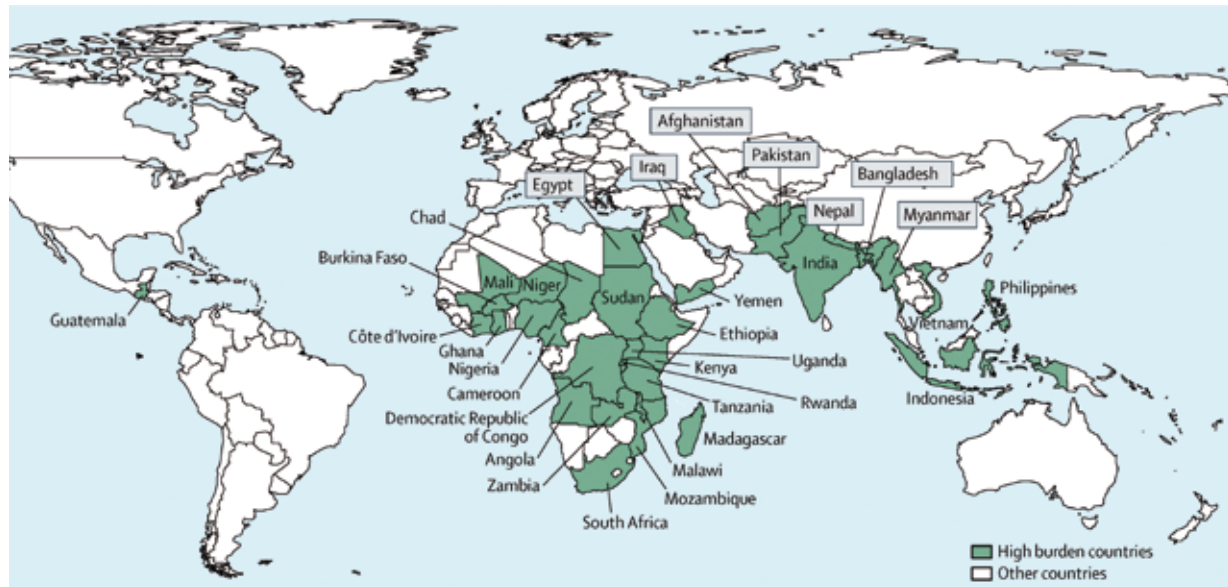 Afghanistan
Pakistan
Iraq
Bangladesh
Egypt
Nepal
Myanmar
Chad
Burkina Faso
Mali
Niger
Sudan
India
Philippines
Guatemala
Yemen
Côte d'Ivoire
Vietnam
Ethiopia
Ghana
Uganda
Nigeria
Kenya
Cameroon
Rwanda
Indonesia
Tanzania
Democratic Republic
of Congo
Madagascar
Angola
Malawi
Zambia
Mozambique
South Africa
High burden countries
Other countries